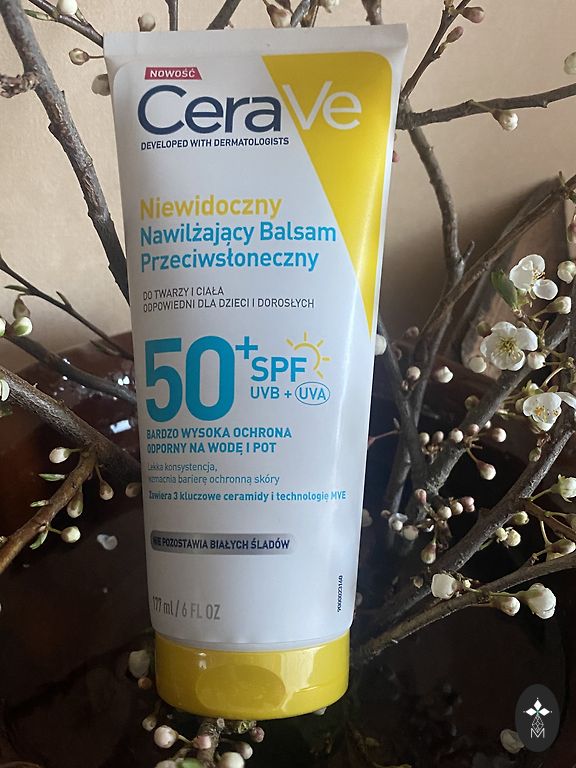 NOWOŚĆ
CeraVe
DEVELOPED WITH DERMATOLOGISTS
Niewidoczny
Nawilżający Balsam
Przeciwsłoneczny
DO TWARZY I CIAŁA
ODPOWIEDNI DLA DZIECI I DOROSŁYCH
50+ SPF
UVB + UVA
BARDZO WYSOKA OCHRONA
ODPORNY NA WODĘ I POT
Lekka konsystencja,
wzmacnia barierę ochronną skóry
Zawiera 3 kluczowe ceramidy i technologię MVE
NIE POZOSTAWIA BIAŁYCH ŚLADÓW
177 ml / 6 FL OZ